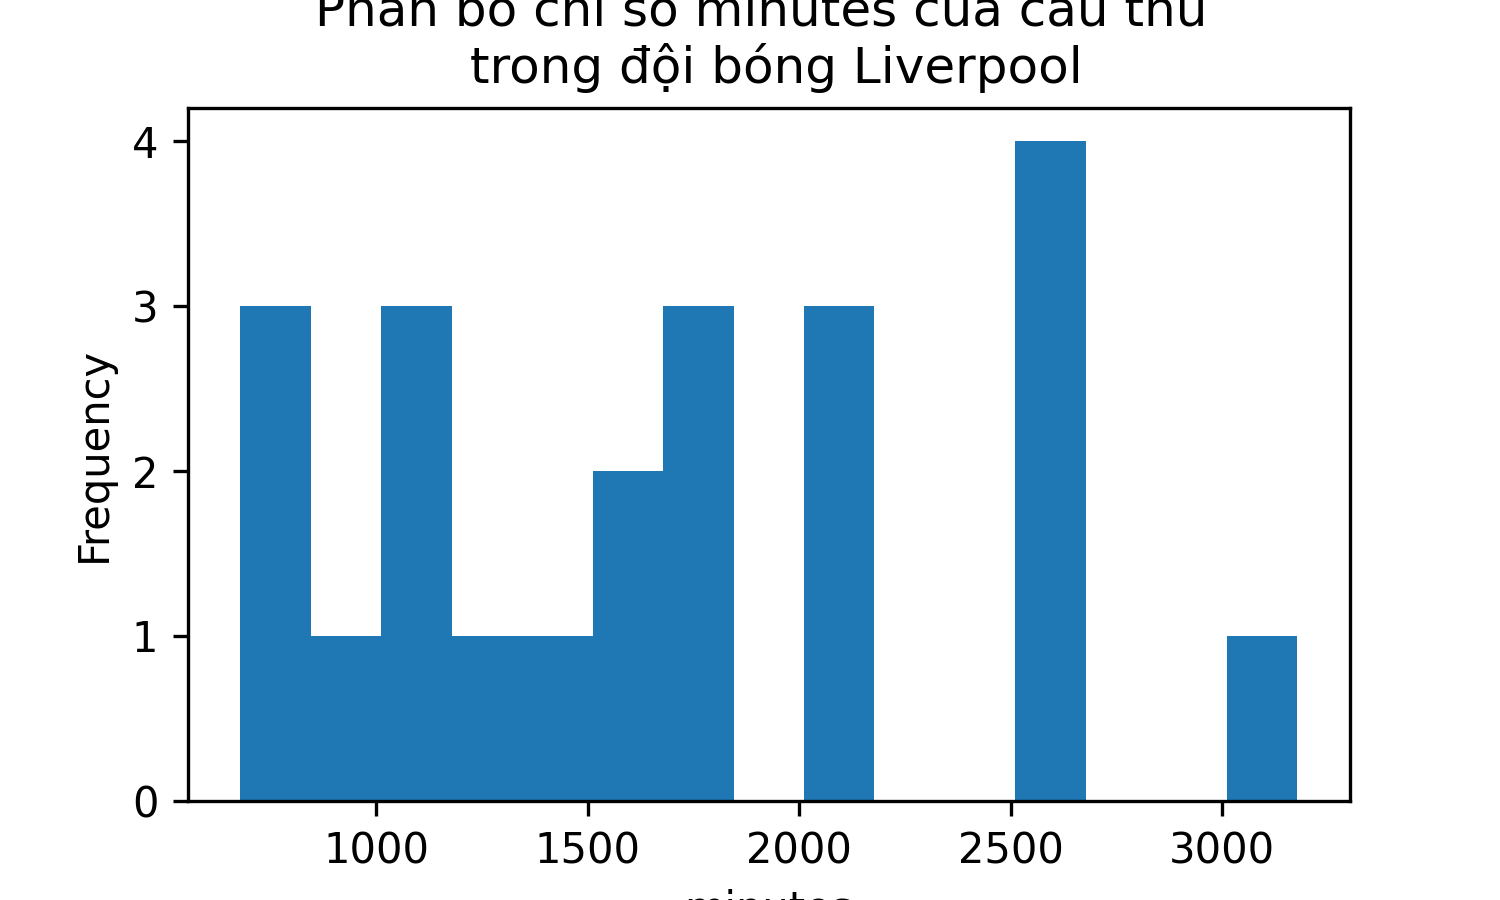 Phân bố chỉ số minutes của cầu thủ
trong đội bóng Liverpool
4
3
2
1
0
Frequency
1000 1500 2000 2500 3000
minutes